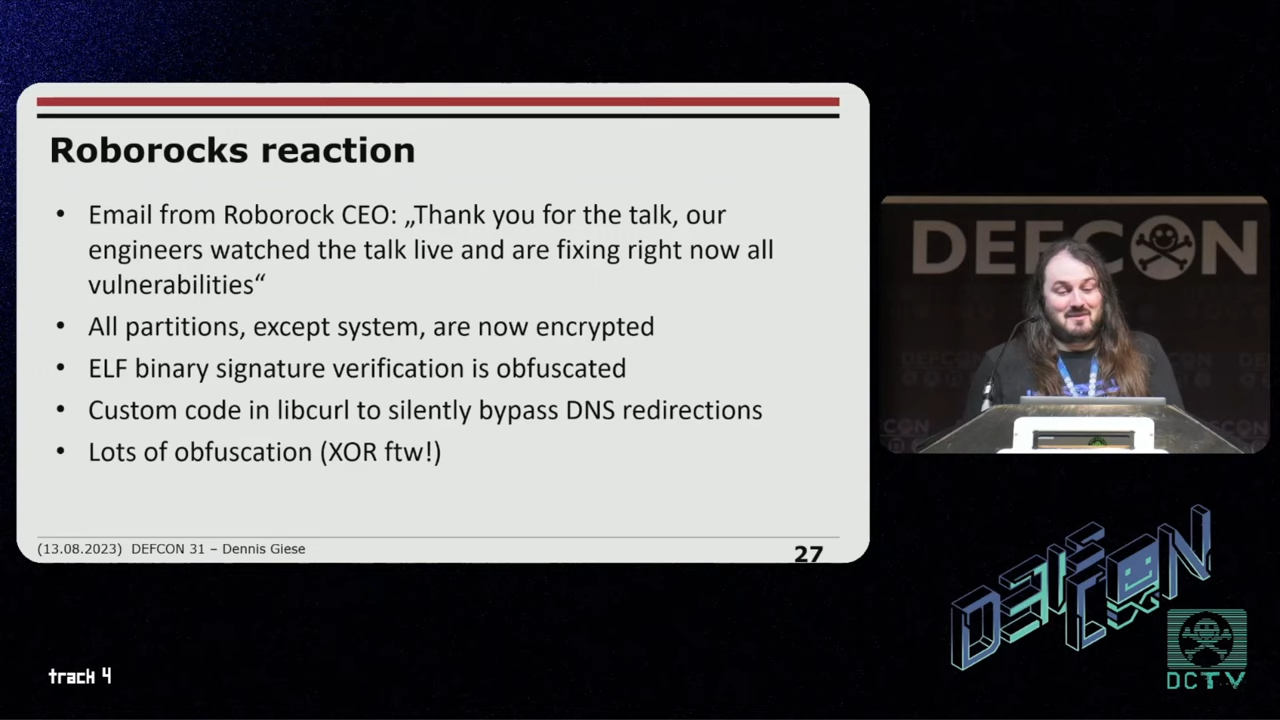 Roborocks reaction
• Email from Roborock CEO: „Thank you for the talk, our
engineers watched the talk live and are fixing right now all
vulnerabilities“
• All partitions, except system, are now encrypted
• ELF binary signature verification is obfuscated
• Custom code in libcurl to silently bypass DNS redirections
• Lots of obfuscation (XOR ftw!)
(13.08.2023) DEFCON 31 – Dennis Giese
27
DEFCON
DEFCON
track 4
DCTV